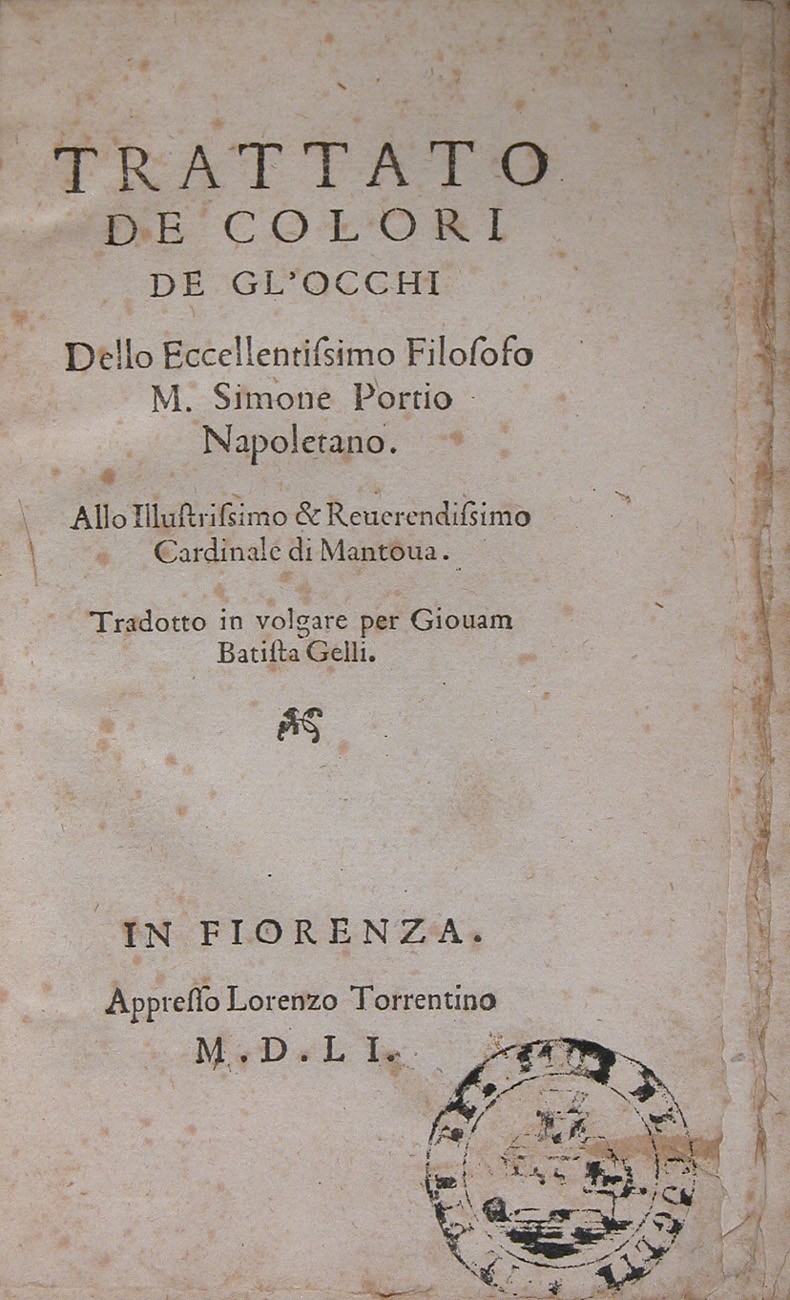 TRATTATO
DE COLORI
DE GL'OCCHI
Dello Eccellentiſsimo Filoſofo
M. Simone Portio
Napoletano.
Allo Illuſtriſsimo & Reuerendiſsimo
Cardinale di Mantoua.
Tradotto in volgare per Giouam
Batiſta Gelli.
IN FIORENZA.
Appreſſo Lorenzo Torrentino
M.D.LI.